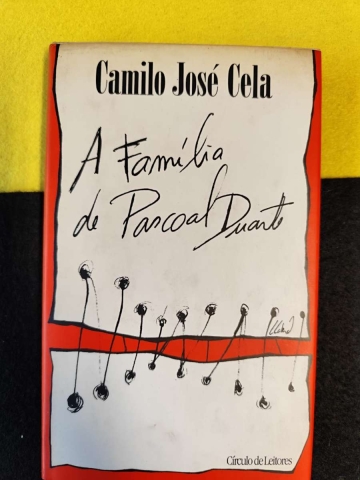 Camilo José Cela
A Família
de Pascoal Duarte
Círculo de Leitores